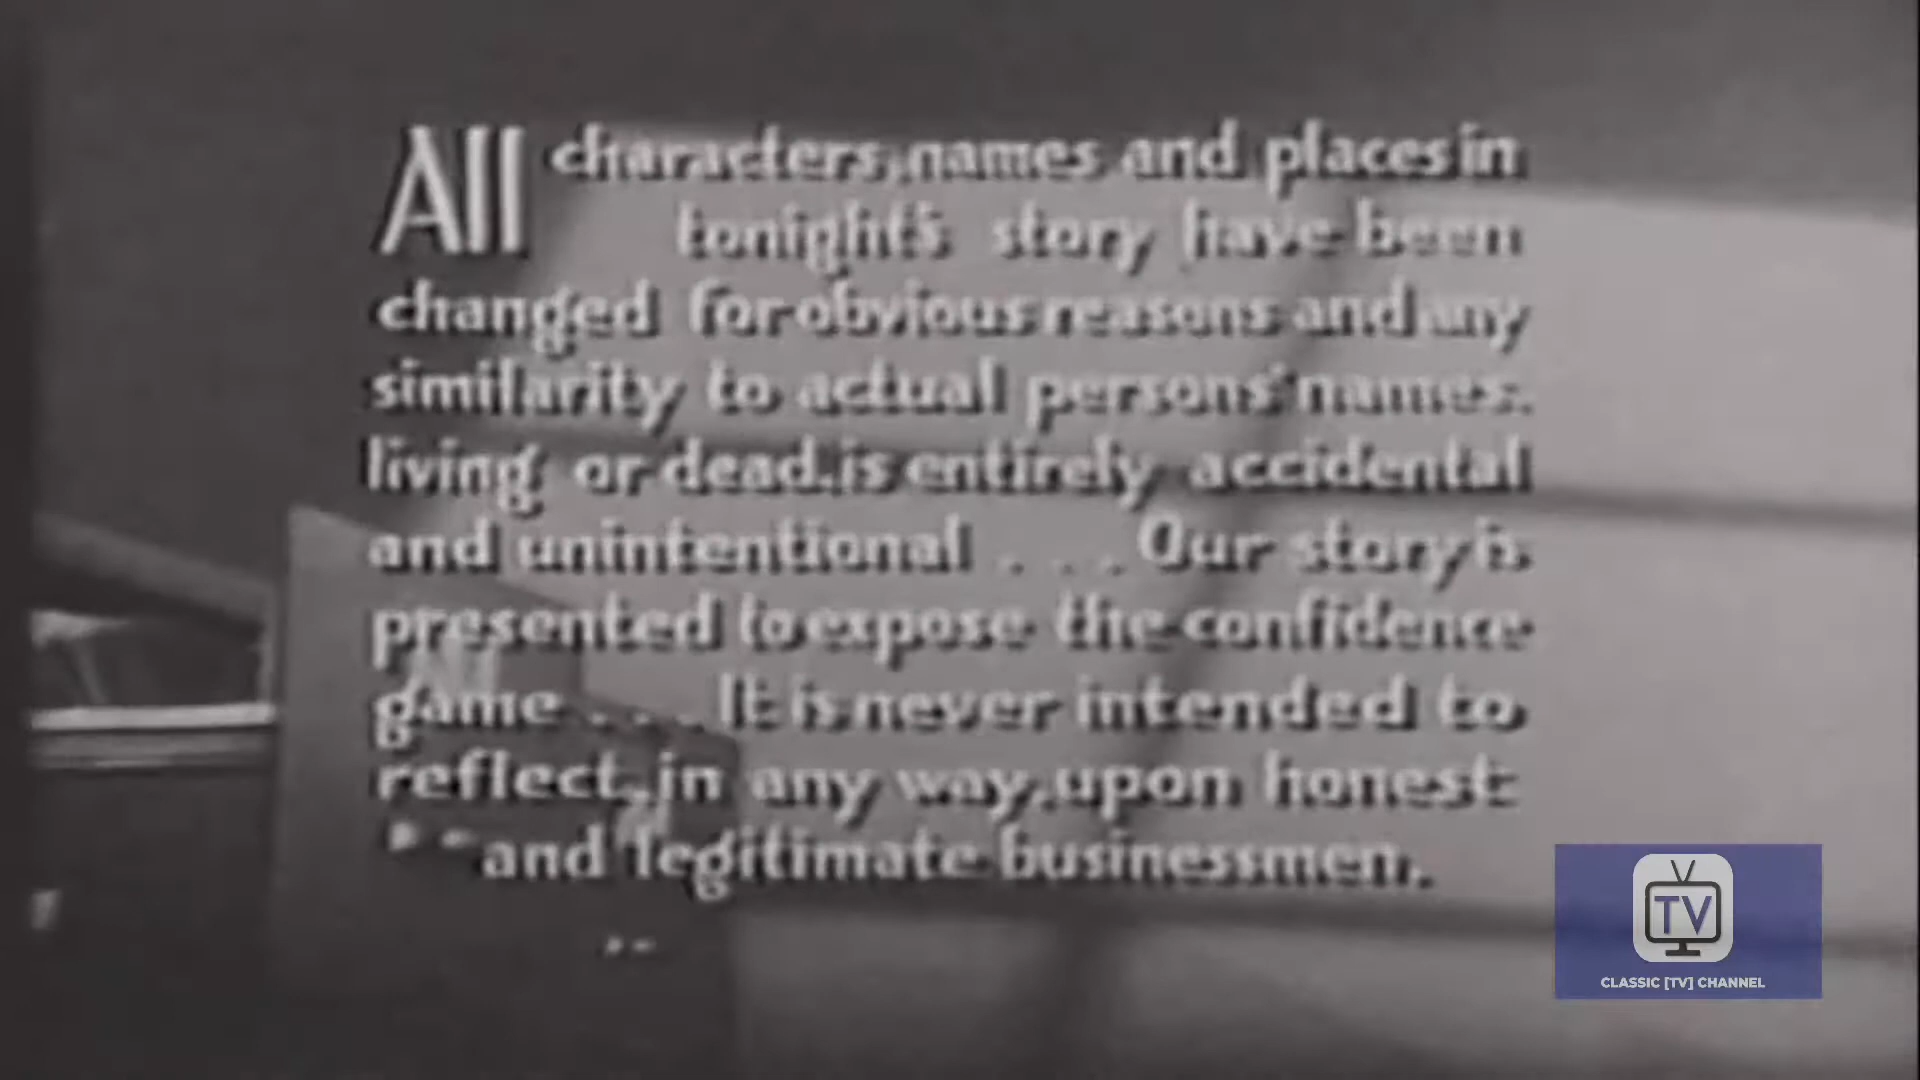 All characters, names and places in
tonight's story have been
changed for obvious reasons and any
similarity to actual persons' names,
living or dead, is entirely accidental
and unintentional . . . Our story is
presented to expose the confidence
game . . . It is never intended to
reflect, in any way, upon honest
and legitimate businessmen.
TV
CLASSIC [TV] CHANNEL